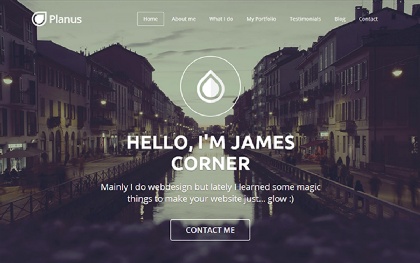 Planus
Home About me What I Do My Portfolio Testimonials Blog Contact
HELLO, I'M JAMES
CORNER
Mainly I do webdesign but lately I learned some magic
things to make your website just... glow :)
CONTACT ME